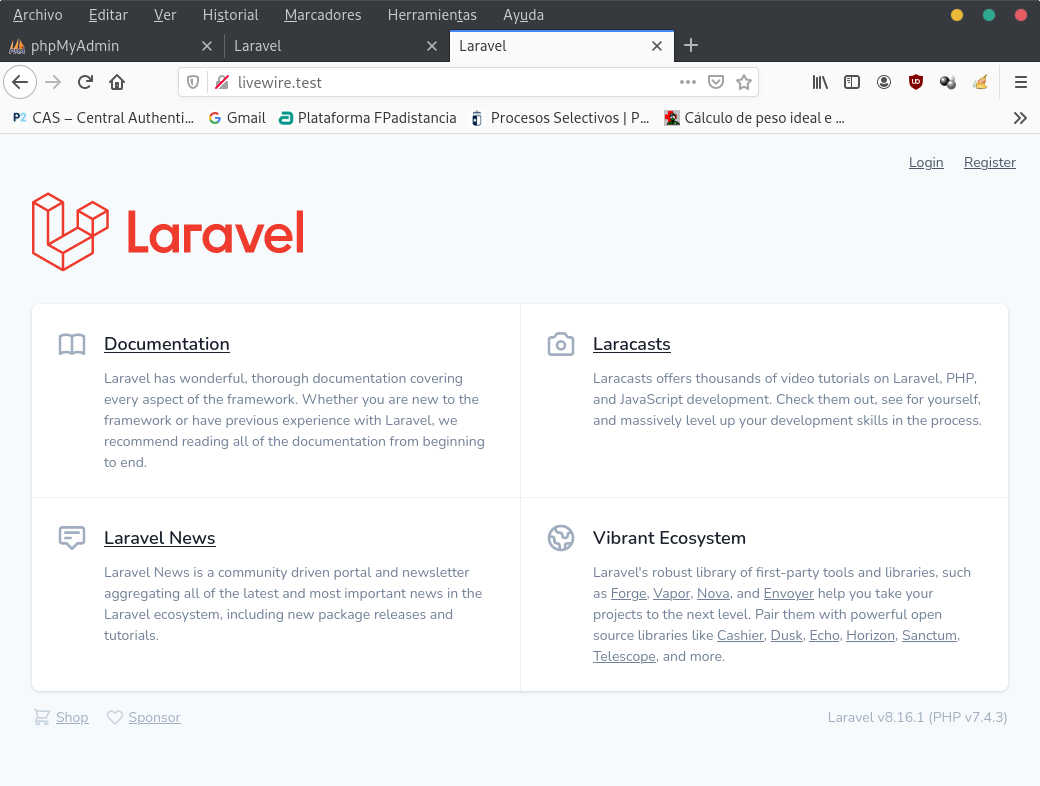 Archivo Editar Ver Historial Marcadores Herramientas Ayuda
phpMyAdmin Laravel Laravel
livewire.test
P2 CAS – Central Authenti... G Gmail Plataforma FPadistancia Procesos Selectivos | P... Cálculo de peso ideal e ...
Login Register
Laravel
Documentation
Laravel has wonderful, thorough documentation covering
every aspect of the framework. Whether you are new to the
framework or have previous experience with Laravel, we
recommend reading all of the documentation from beginning
to end.
Laracasts
Laracasts offers thousands of video tutorials on Laravel, PHP,
and JavaScript development. Check them out, see for yourself,
and massively level up your development skills in the process.
Laravel News
Laravel News is a community driven portal and newsletter
aggregating all of the latest and most important news in the
Laravel ecosystem, including new package releases and
tutorials.
Vibrant Ecosystem
Laravel's robust library of first-party tools and libraries, such
as Forge, Vapor, Nova, and Envoyer help you take your
projects to the next level. Pair them with powerful open
source libraries like Cashier, Dusk, Echo, Horizon, Sanctum,
Telescope, and more.
Shop Sponsor
Laravel v8.16.1 (PHP v7.4.3)